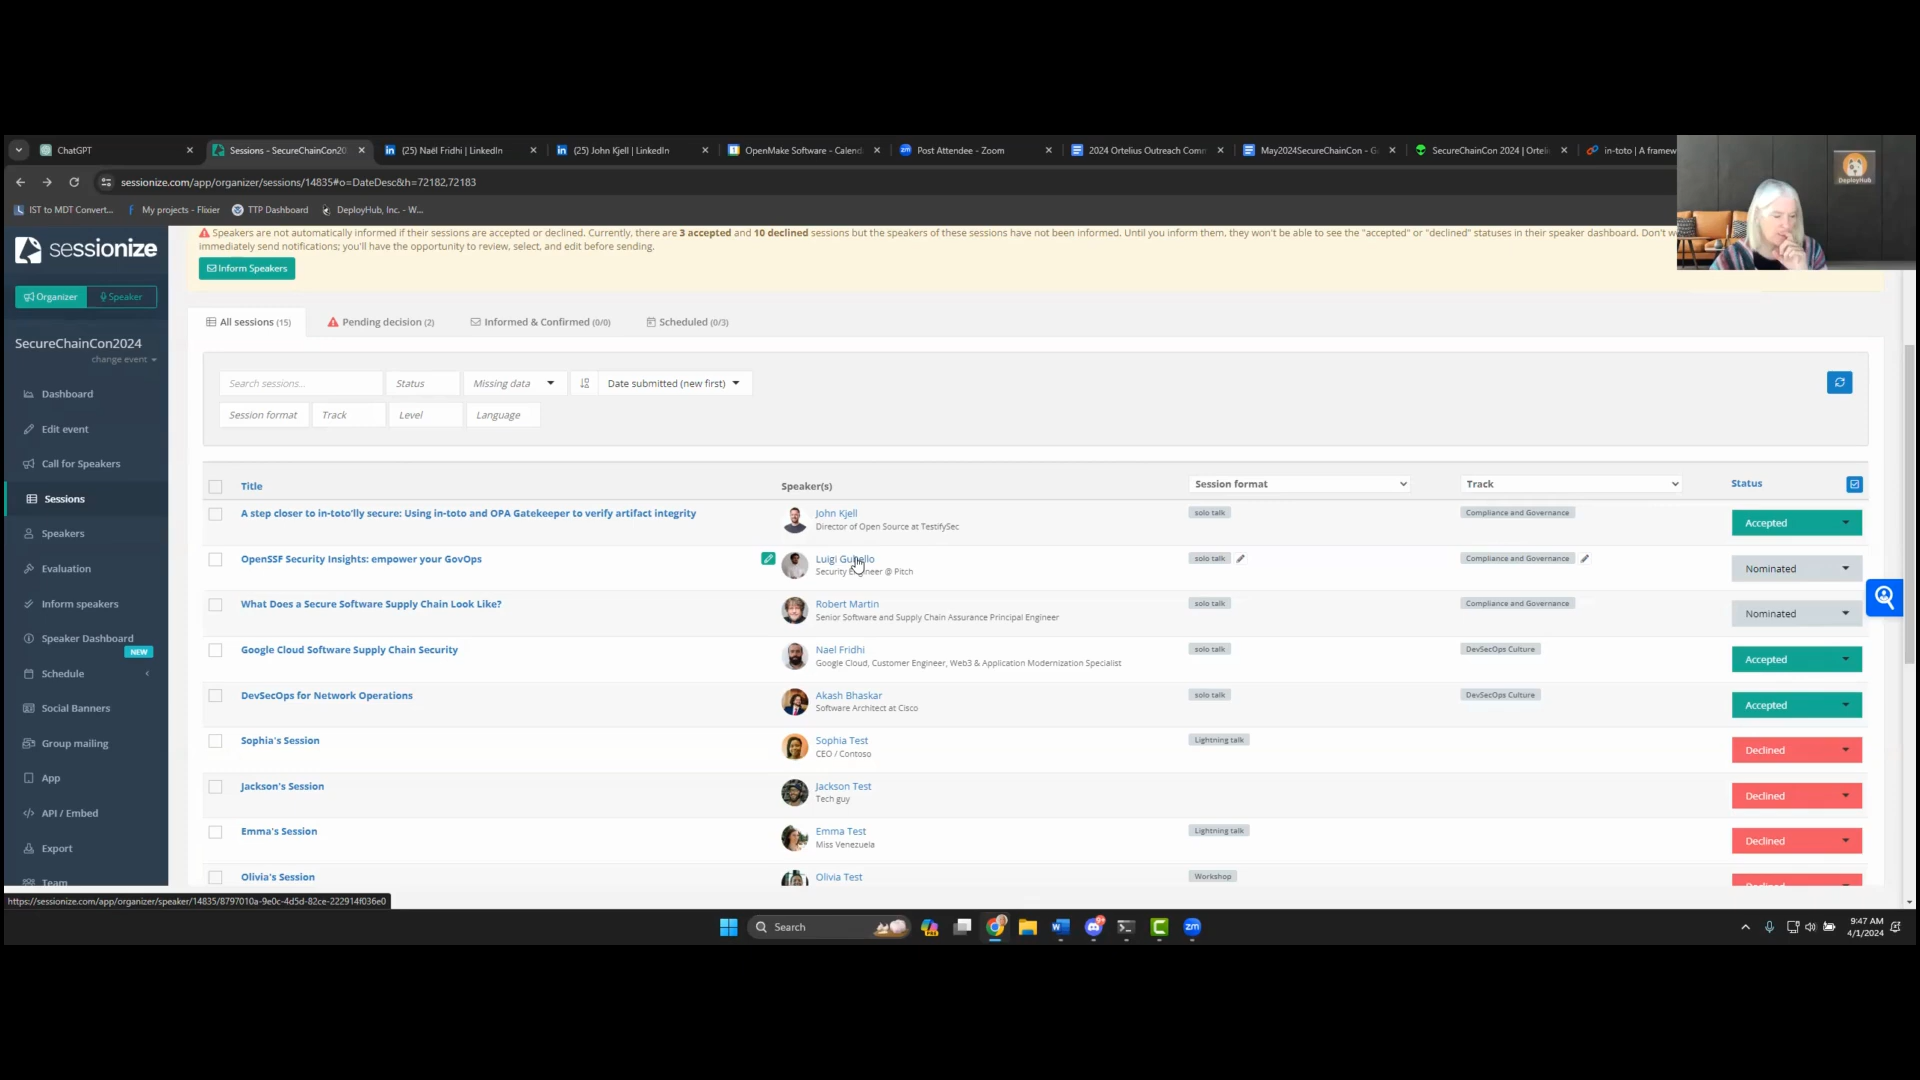 ChatGPT
Sessions - SecureChainCon20
(25) Naël Fridhi | LinkedIn
(25) John Kjell | LinkedIn
OpenMake Software - Calend
Post Attendee - Zoom
2024 Ortelius Outreach Comm
May2024SecureChainCon - G
SecureChainCon 2024 | Orteli
in-toto | A framew
sessionize.com/app/organizer/sessions/14835#o=DateDesc&h=72182,72183
IST to MDT Convert...
My projects - Flixier
TTP Dashboard
DeployHub, Inc. - W...
DeployHub
sessionize
Organizer
Speaker
SecureChainCon2024
change event
Dashboard
Edit event
Call for Speakers
Sessions
Speakers
Evaluation
Inform speakers
Speaker Dashboard
NEW
Schedule
Social Banners
Group mailing
App
API / Embed
Export
Team
Speakers are not automatically informed if their sessions are accepted or declined. Currently, there are 3 accepted and 10 declined sessions but the speakers of these sessions have not been informed. Until you inform them, they won't be able to see the "accepted" or "declined" statuses in their speaker dashboard. Don't w
immediately send notifications; you'll have the opportunity to review, select, and edit before sending.
Inform Speakers
All sessions (15)
Pending decision (2)
Informed & Confirmed (0/0)
Scheduled (0/3)
Search sessions...
Status
Missing data
Date submitted (new first)
Session format
Track
Level
Language
Title
Speaker(s)
Session format
Track
Status
A step closer to in-toto'lly secure: Using in-toto and OPA Gatekeeper to verify artifact integrity
John Kjell
Director of Open Source at TestifySec
solo talk
Compliance and Governance
Accepted
OpenSSF Security Insights: empower your GovOps
Luigi
Security Engineer @ Pitch
solo talk
Compliance and Governance
Nominated
What Does a Secure Software Supply Chain Look Like?
Robert Martin
Senior Software and Supply Chain Assurance Principal Engineer
solo talk
Compliance and Governance
Nominated
Google Cloud Software Supply Chain Security
Nael Fridhi
Google Cloud, Customer Engineer, Web3 & Application Modernization Specialist
solo talk
DevSecOps Culture
Accepted
DevSecOps for Network Operations
Akash Bhaskar
Software Architect at Cisco
solo talk
DevSecOps Culture
Accepted
Sophia's Session
Sophia Test
CEO / Contoso
Lightning talk
Declined
Jackson's Session
Jackson Test
Tech guy
Declined
Emma's Session
Emma Test
Miss Venezuela
Lightning talk
Declined
Olivia's Session
Olivia Test
Workshop
Declined
https://sessionize.com/app/organizer/speaker/14835/8797010a-9e0c-4d5d-82ce-222914f036e0
Search
9:47 AM
4/1/2024